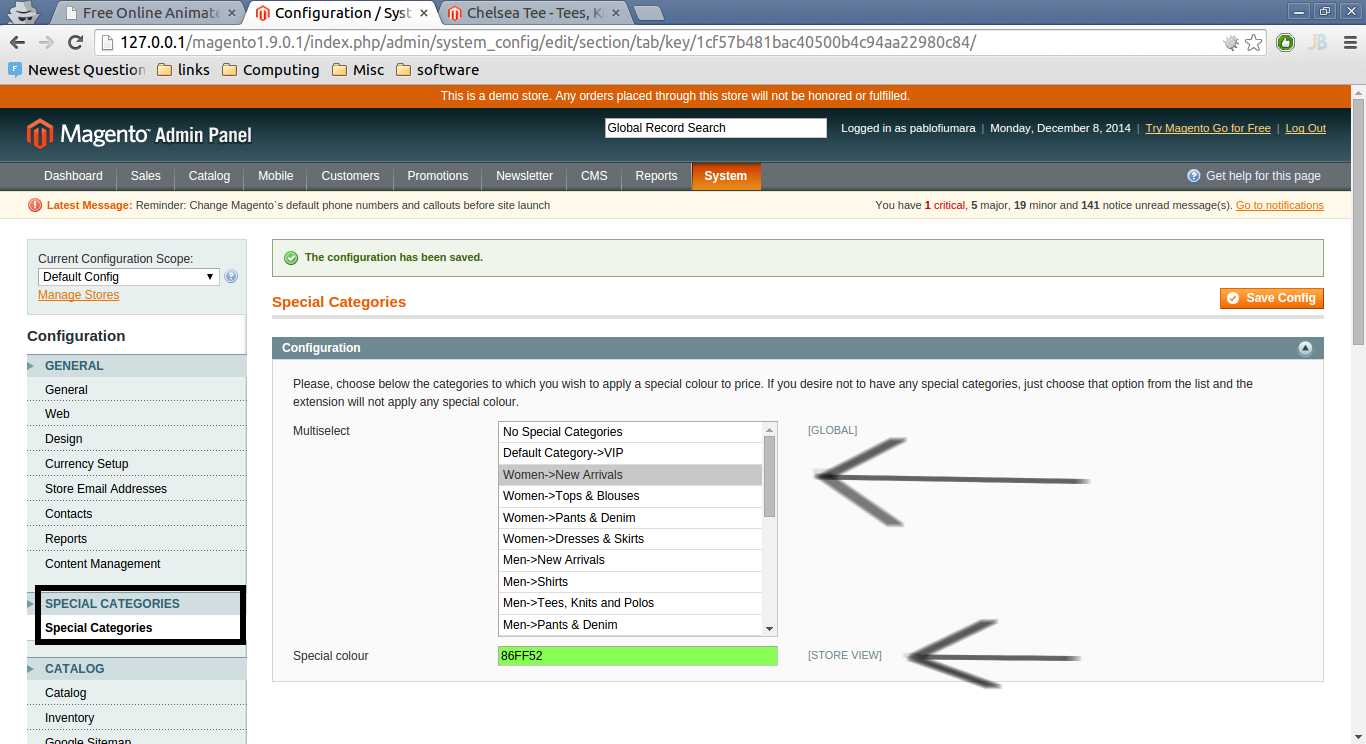 Free Online Animate
Configuration / Syst
Chelsea Tee - Tees, K
127.0.0.1/magento1.9.0.1/index.php/admin/system_config/edit/section/tab/key/1cf57b481bac40500b4c94aa22980c84/
JB
Newest Question links Computing Misc software
This is a demo store. Any orders placed through this store will not be honored or fulfilled.
Magento Admin Panel
Global Record Search
Logged in as pablofiumara | Monday, December 8, 2014 | Try Magento Go for Free | Log Out
Dashboard Sales Catalog Mobile Customers Promotions Newsletter CMS Reports System
Get help for this page
Latest Message: Reminder: Change Magento`s default phone numbers and callouts before site launch
You have 1 critical, 5 major, 19 minor and 141 notice unread message(s). Go to notifications
Current Configuration Scope:
Default Config
Manage Stores
Configuration
GENERAL
General
Web
Design
Currency Setup
Store Email Addresses
Contacts
Reports
Content Management
SPECIAL CATEGORIES
Special Categories
CATALOG
Catalog
Inventory
Google Sitemap
The configuration has been saved.
Special Categories
Save Config
Configuration
Please, choose below the categories to which you wish to apply a special colour to price. If you desire not to have any special categories, just choose that option from the list and the
extension will not apply any special colour.
Multiselect
No Special Categories
Default Category->VIP
Women->New Arrivals
Women->Tops & Blouses
Women->Pants & Denim
Women->Dresses & Skirts
Men->New Arrivals
Men->Shirts
Men->Tees, Knits and Polos
Men->Pants & Denim
[GLOBAL]
Special colour
86FF52
[STORE VIEW]